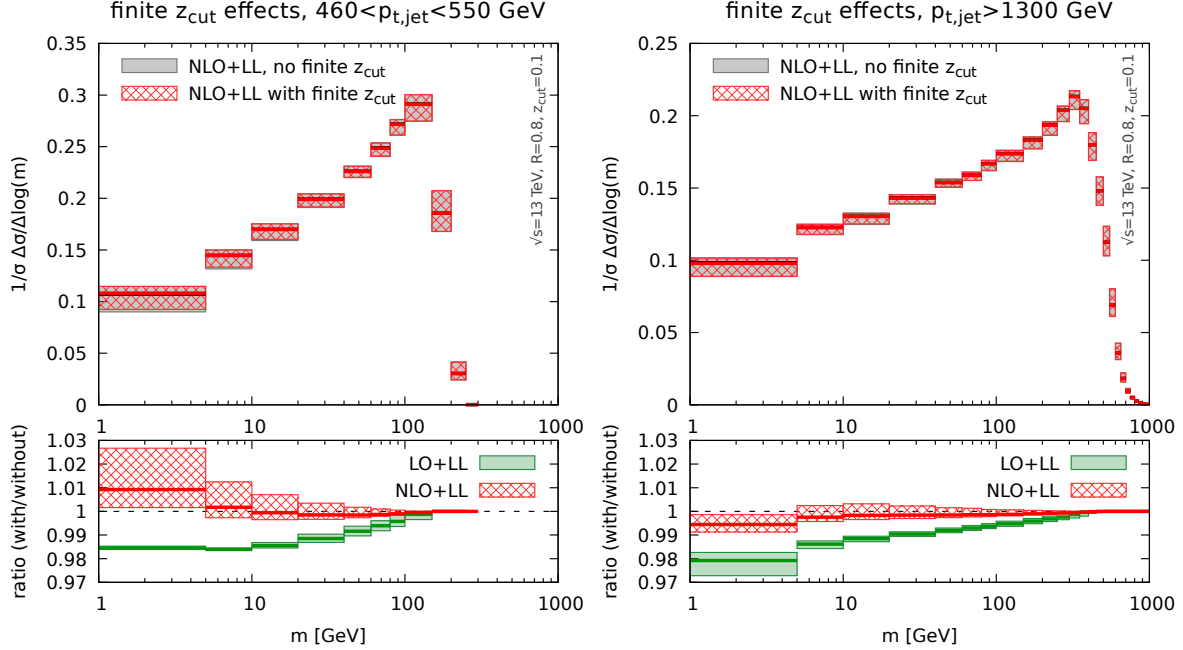 finite z_cut effects, 460<p_t,jet<550 GeV
NLO+LL, no finite z_cut
NLO+LL with finite z_cut
√s=13 TeV, R=0.8, z_cut=0.1
1/σ Δσ/Δlog(m)
0.35
0.3
0.25
0.2
0.15
0.1
0.05
0
1 10 100 1000
ratio (with/without)
LO+LL
NLO+LL
1.03
1.02
1.01
1
0.99
0.98
0.97
1 10 100 1000
m [GeV]
finite z_cut effects, p_t,jet>1300 GeV
NLO+LL, no finite z_cut
NLO+LL with finite z_cut
√s=13 TeV, R=0.8, z_cut=0.1
1/σ Δσ/Δlog(m)
0.25
0.2
0.15
0.1
0.05
0
1 10 100 1000
ratio (with/without)
LO+LL
NLO+LL
1.03
1.02
1.01
1
0.99
0.98
0.97
1 10 100 1000
m [GeV]